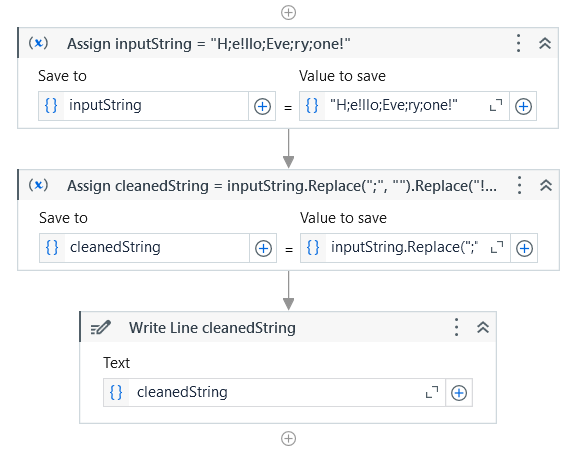 Assign inputString = "H;e!llo;Eve;ry;one!"
Save to
Value to save
inputString
=
"H;e!llo;Eve;ry;one!"
Assign cleanedString = inputString.Replace(";", "").Replace("!...
Save to
Value to save
cleanedString
=
inputString.Replace(";"
Write Line cleanedString
Text
cleanedString